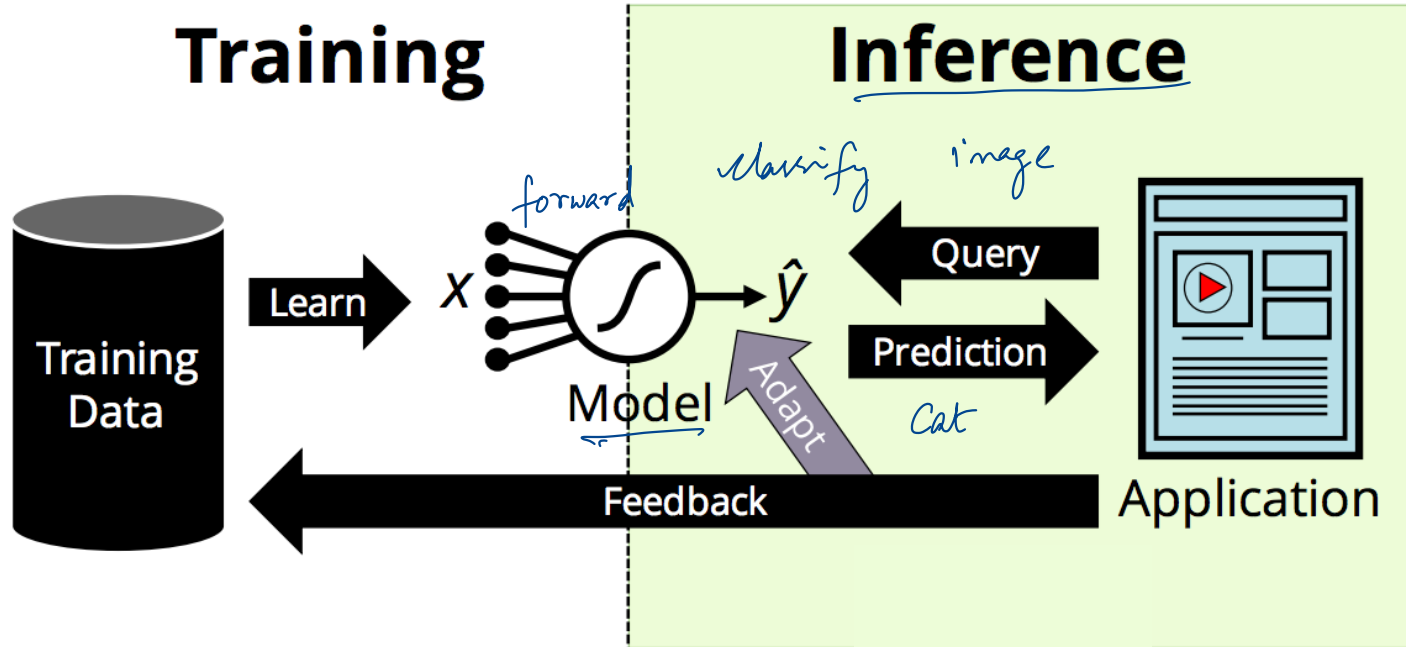 Training
Inference
classify image
forward
Query
Learn
x
ŷ
Training
Data
Prediction
Adapt
Model
Cat
Feedback
Application